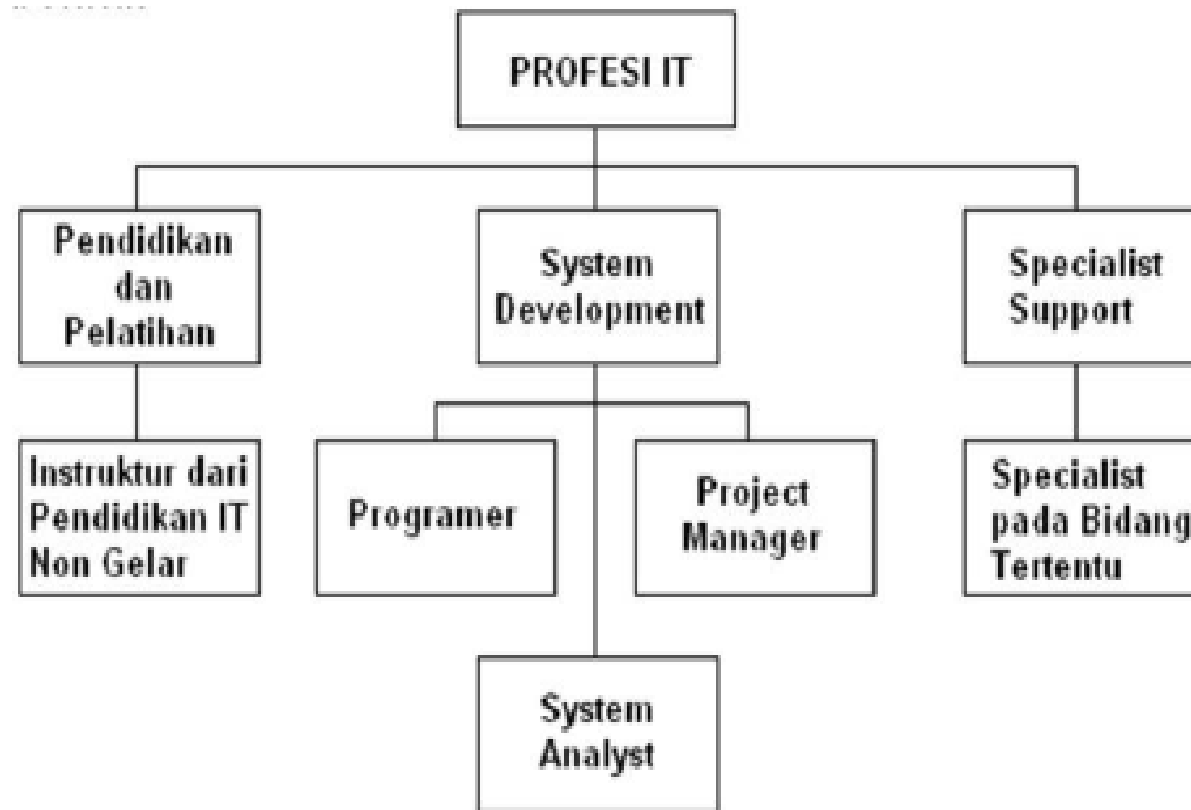 PROFESI IT
Pendidikan
dan
Pelatihan
System
Development
Specialist
Support
Instruktur dari
Pendidikan IT
Non Gelar
Programer
Project
Manager
Specialist
pada Bidang
Tertentu
System
Analyst